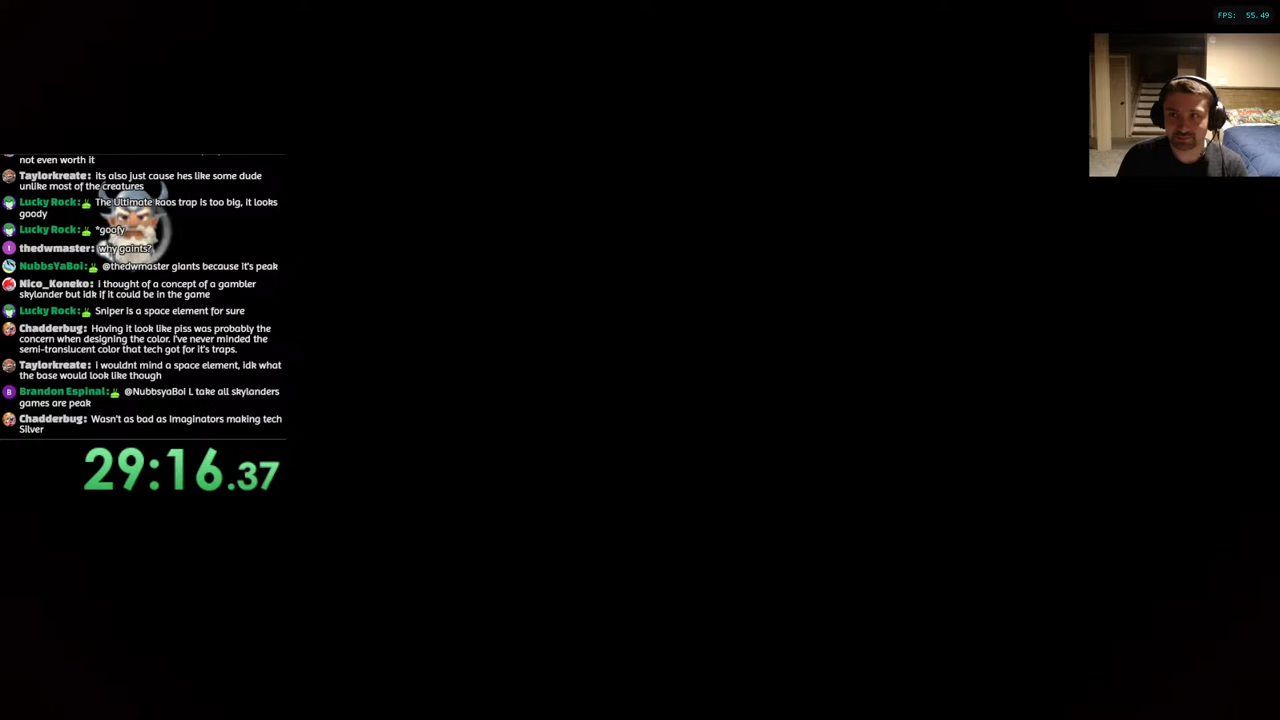 FPS: 55.49
not even worth it
Taylorkreate: its also just cause hes like some dude
unlike most of the creatures
Lucky Rock: The Ultimate kaos trap is too big, it looks
goody
Lucky Rock: *goofy
thedwmaster: why gaints?
NubbsYaBoi: @thedwmaster giants because it's peak
Nico_Koneko: i thought of a concept of a gambler
skylander but idk if it could be in the game
Lucky Rock: Sniper is a space element for sure
Chadderbug: Having it look like piss was probably the
concern when designing the color. I've never minded the
semi-translucent color that tech got for it's traps.
Taylorkreate: i wouldnt mind a space element, idk what
the base would look like though
Brandon Espinal: @NubbsyaBoi L take all skylanders
games are peak
Chadderbug: Wasn't as bad as Imaginators making tech
Silver
29:16.37